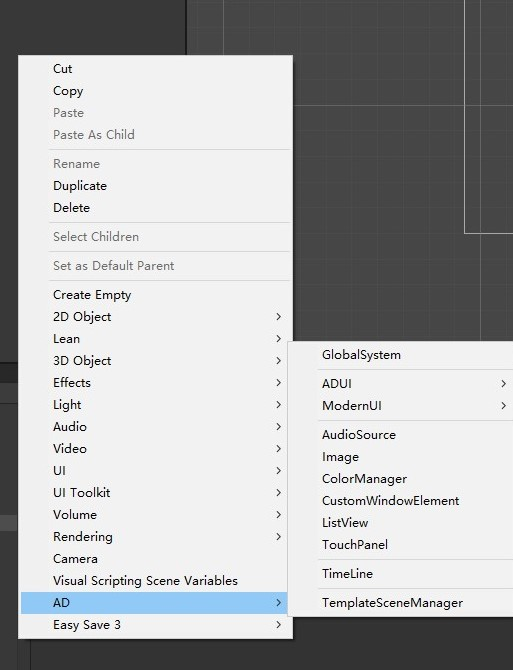 Cut
Copy
Paste
Paste As Child
Rename
Duplicate
Delete
Select Children
Set as Default Parent
Create Empty
2D Object
Lean
3D Object
Effects
Light
Audio
Video
UI
UI Toolkit
Volume
Rendering
Camera
Visual Scripting Scene Variables
AD
Easy Save 3
GlobalSystem
ADUI
ModernUI
AudioSource
Image
ColorManager
CustomWindowElement
ListView
TouchPanel
TimeLine
TemplateSceneManager